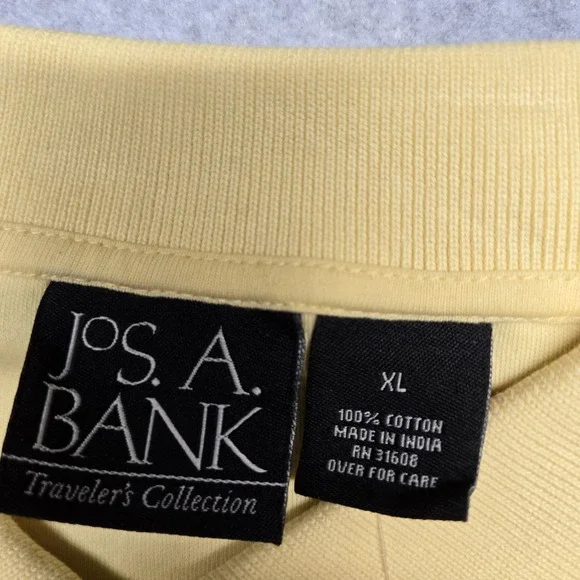 JOS. A.
BANK
Traveler's Collection
XL
100% COTTON
MADE IN INDIA
RN 31608
OVER FOR CARE